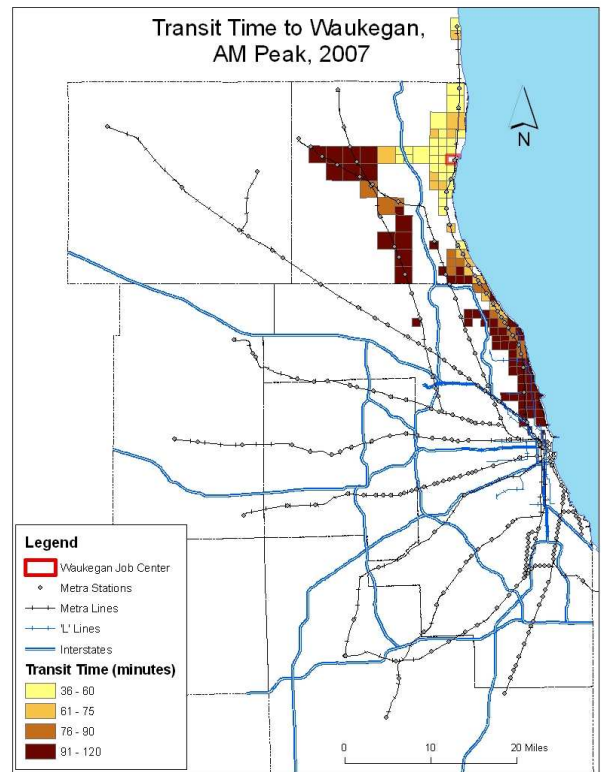 Transit Time to Waukegan,
AM Peak, 2007
N
Legend
Waukegan Job Center
Metra Stations
Metra Lines
'L' Lines
Interstates
Transit Time (minutes)
36 - 60
61 - 75
76 - 90
91 - 120
0 10 20 Miles